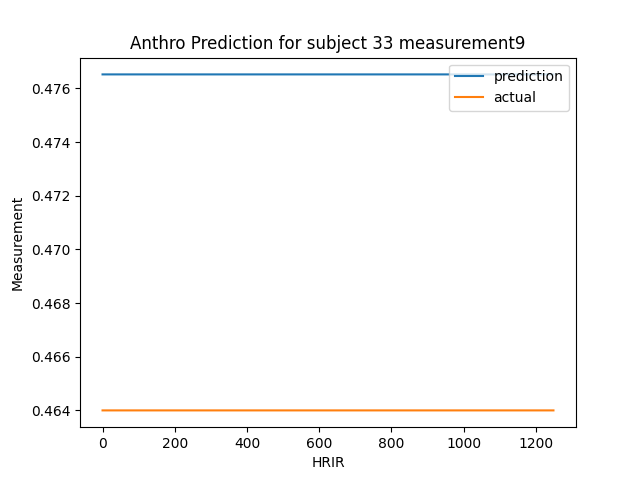 Anthro Prediction for subject 33 measurement9
prediction
actual
0.476
0.474
0.472
0.470
0.468
0.466
0.464
Measurement
0
200
400
600
800
1000
1200
HRIR